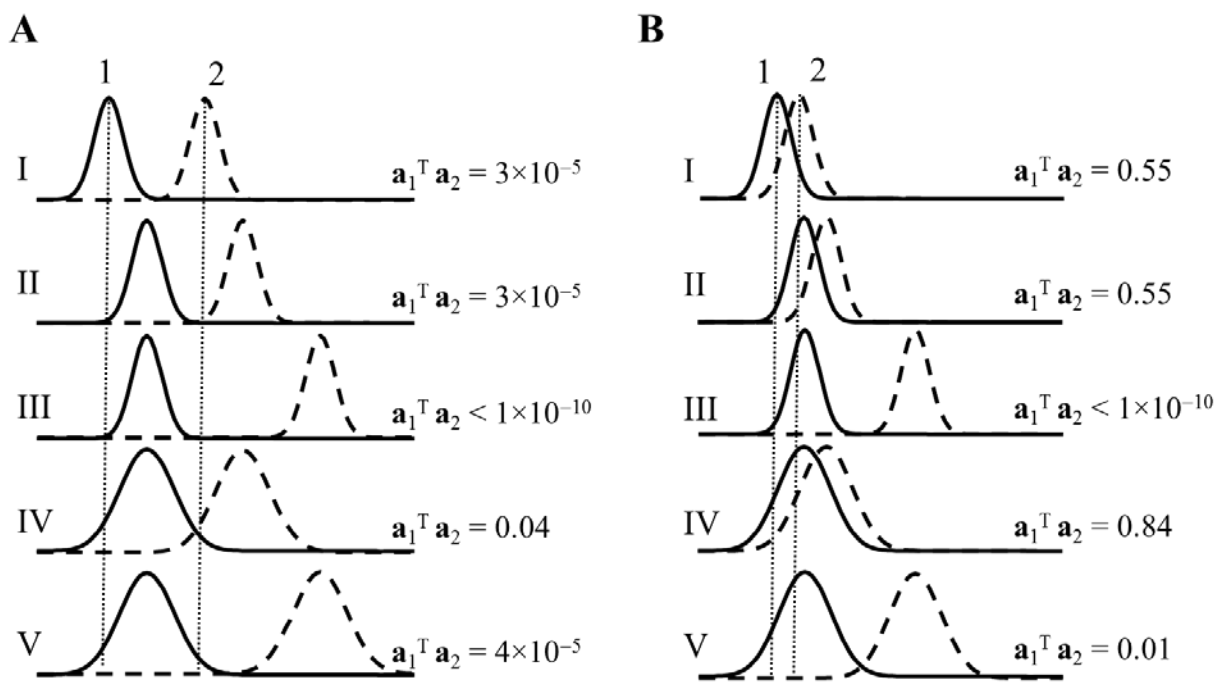 A
1 2
I
a₁ᵀ a₂ = 3×10⁻⁵
II
a₁ᵀ a₂ = 3×10⁻⁵
III
a₁ᵀ a₂ < 1×10⁻¹⁰
IV
a₁ᵀ a₂ = 0.04
V
a₁ᵀ a₂ = 4×10⁻⁵
B
1 2
I
a₁ᵀ a₂ = 0.55
II
a₁ᵀ a₂ = 0.55
III
a₁ᵀ a₂ < 1×10⁻¹⁰
IV
a₁ᵀ a₂ = 0.84
V
a₁ᵀ a₂ = 0.01